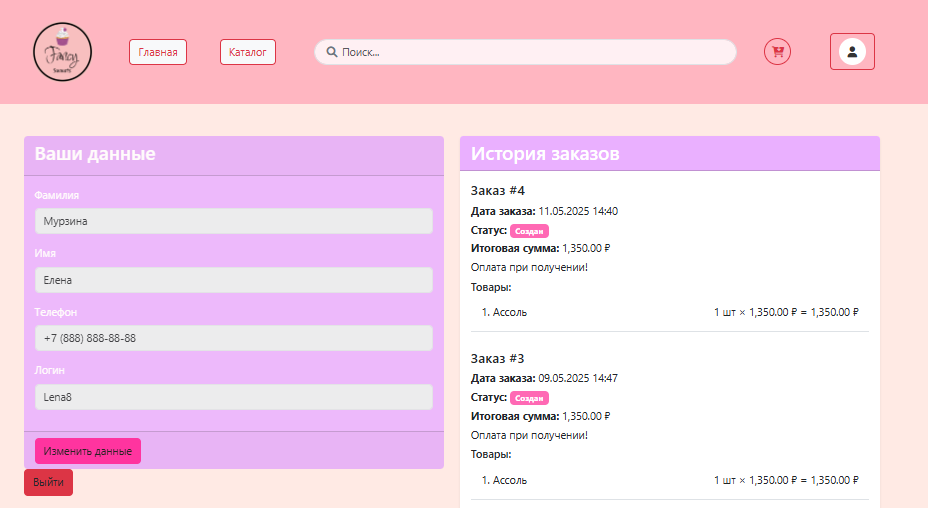 Fancy
Sweets
Главная
Каталог
Поиск...
Ваши данные
Фамилия
Мурзина
Имя
Елена
Телефон
+7 (888) 888-88-88
Логин
Lena8
Изменить данные
Выйти
История заказов
Заказ #4
Дата заказа: 11.05.2025 14:40
Статус: Создан
Итоговая сумма: 1,350.00 ₽
Оплата при получении!
Товары:
1. Ассоль 1 шт × 1,350.00 ₽ = 1,350.00 ₽
Заказ #3
Дата заказа: 09.05.2025 14:47
Статус: Создан
Итоговая сумма: 1,350.00 ₽
Оплата при получении!
Товары:
1. Ассоль 1 шт × 1,350.00 ₽ = 1,350.00 ₽